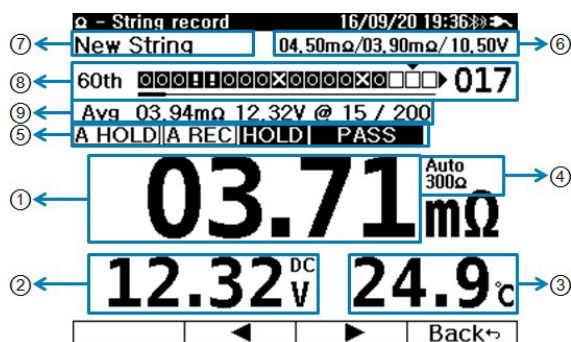 Ω - String record 16/09/20 19:36
⑦ New String 04.50mΩ/03.90mΩ/10.50V ⑥
⑧ 60th OOO!!OOOXOOOOXO 017
⑨ Avg 03.94mΩ 12.32V @ 15 / 200
⑤ A HOLD A REC HOLD PASS
① 03.71 mΩ Auto 300Ω ④
② 12.32 DC V 24.9 ℃ ③
◀ ▶ Back